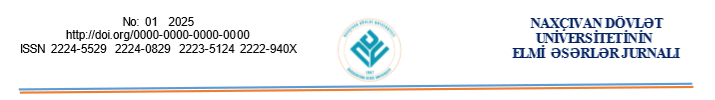 No: 01 2025
http://doi.org/0000-0000-0000-0000
ISSN 2224-5529 2224-0829 2223-5124 2222-940X
NAXÇIVAN DÖVLƏT
UNİVERSİTETİNİN
ELMİ ƏSƏRLƏR JURNALI